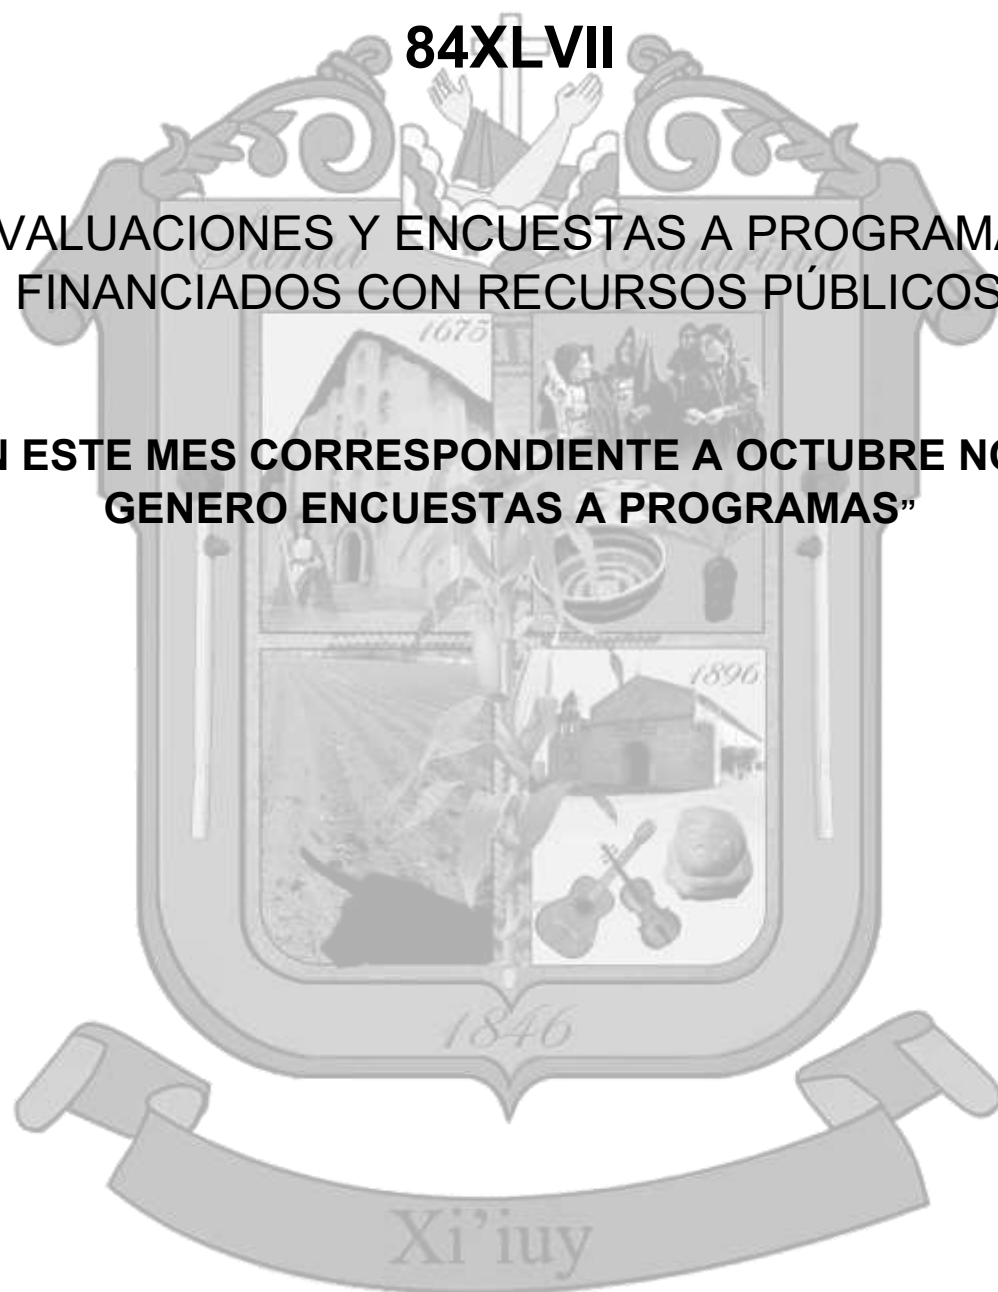 84XLVII
VALUACIONES Y ENCUESTAS A PROGRAMA
FINANCIADOS CON RECURSOS PÚBLICOS
1675
N ESTE MES CORRESPONDIENTE A OCTUBRE NO
GENERO ENCUESTAS A PROGRAMAS”
1896
1846
Xi’iuy